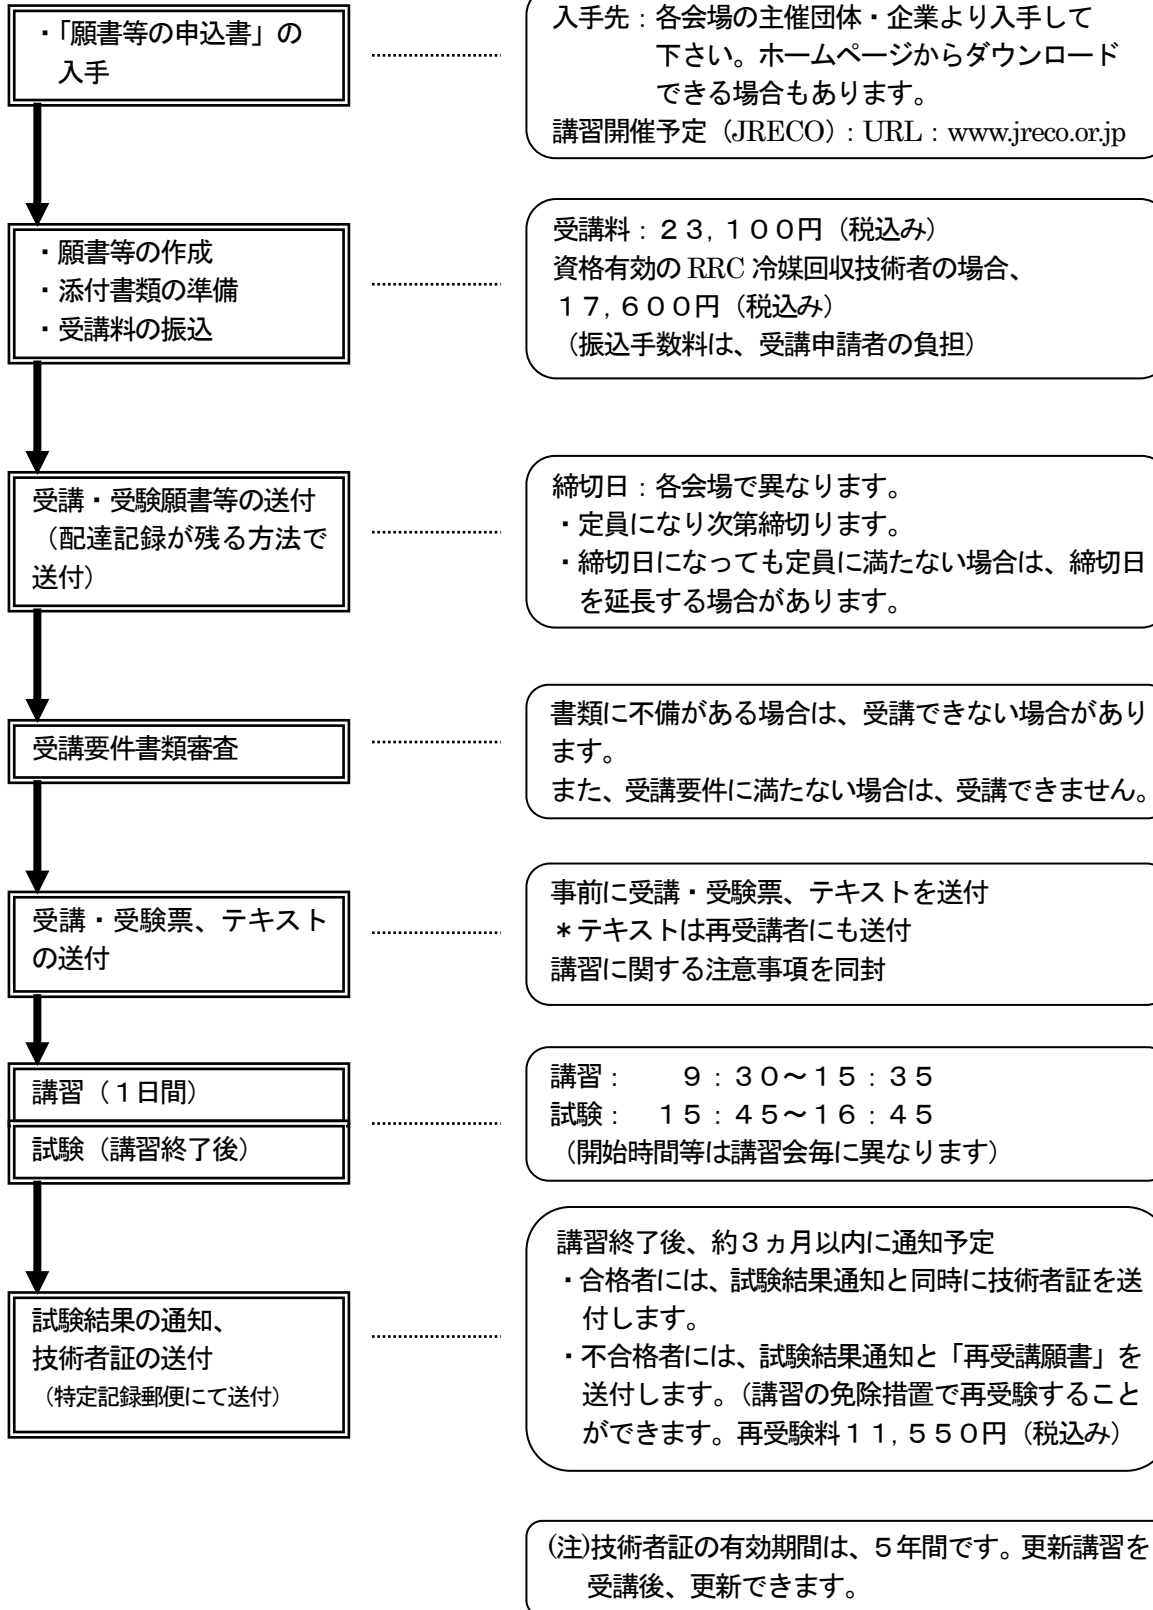 ・「願書等の申込書」の
入手
入手先：各会場の主催団体・企業より入手して
下さい。ホームページからダウンロード
できる場合もあります。
講習開催予定（JRECO）：URL：www.jreco.or.jp
・願書等の作成
・添付書類の準備
・受講料の振込
受講料：２３，１００円（税込み）
資格有効の RRC 冷媒回収技術者の場合、
１７，６００円（税込み）
（振込手数料は、受講申請者の負担）
受講・受験願書等の送付
（配達記録が残る方法で
送付）
締切日：各会場で異なります。
・定員になり次第締切ります。
・締切日になっても定員に満たない場合は、締切日
を延長する場合があります。
受講要件書類審査
書類に不備がある場合は、受講できない場合があり
ます。
また、受講要件に満たない場合は、受講できません。
受講・受験票、テキスト
の送付
事前に受講・受験票、テキストを送付
＊テキストは再受講者にも送付
講習に関する注意事項を同封
講習（１日間）
試験（講習終了後）
講習：　９：３０～１５：３５
試験：　１５：４５～１６：４５
（開始時間等は講習会毎に異なります）
試験結果の通知、
技術者証の送付
（特定記録郵便にて送付）
講習終了後、約３ヵ月以内に通知予定
・合格者には、試験結果通知と同時に技術者証を送
付します。
・不合格者には、試験結果通知と「再受講願書」を
送付します。（講習の免除措置で再受験すること
ができます。再受験料１１，５５０円（税込み）
(注)技術者証の有効期間は、５年間です。更新講習を
受講後、更新できます。